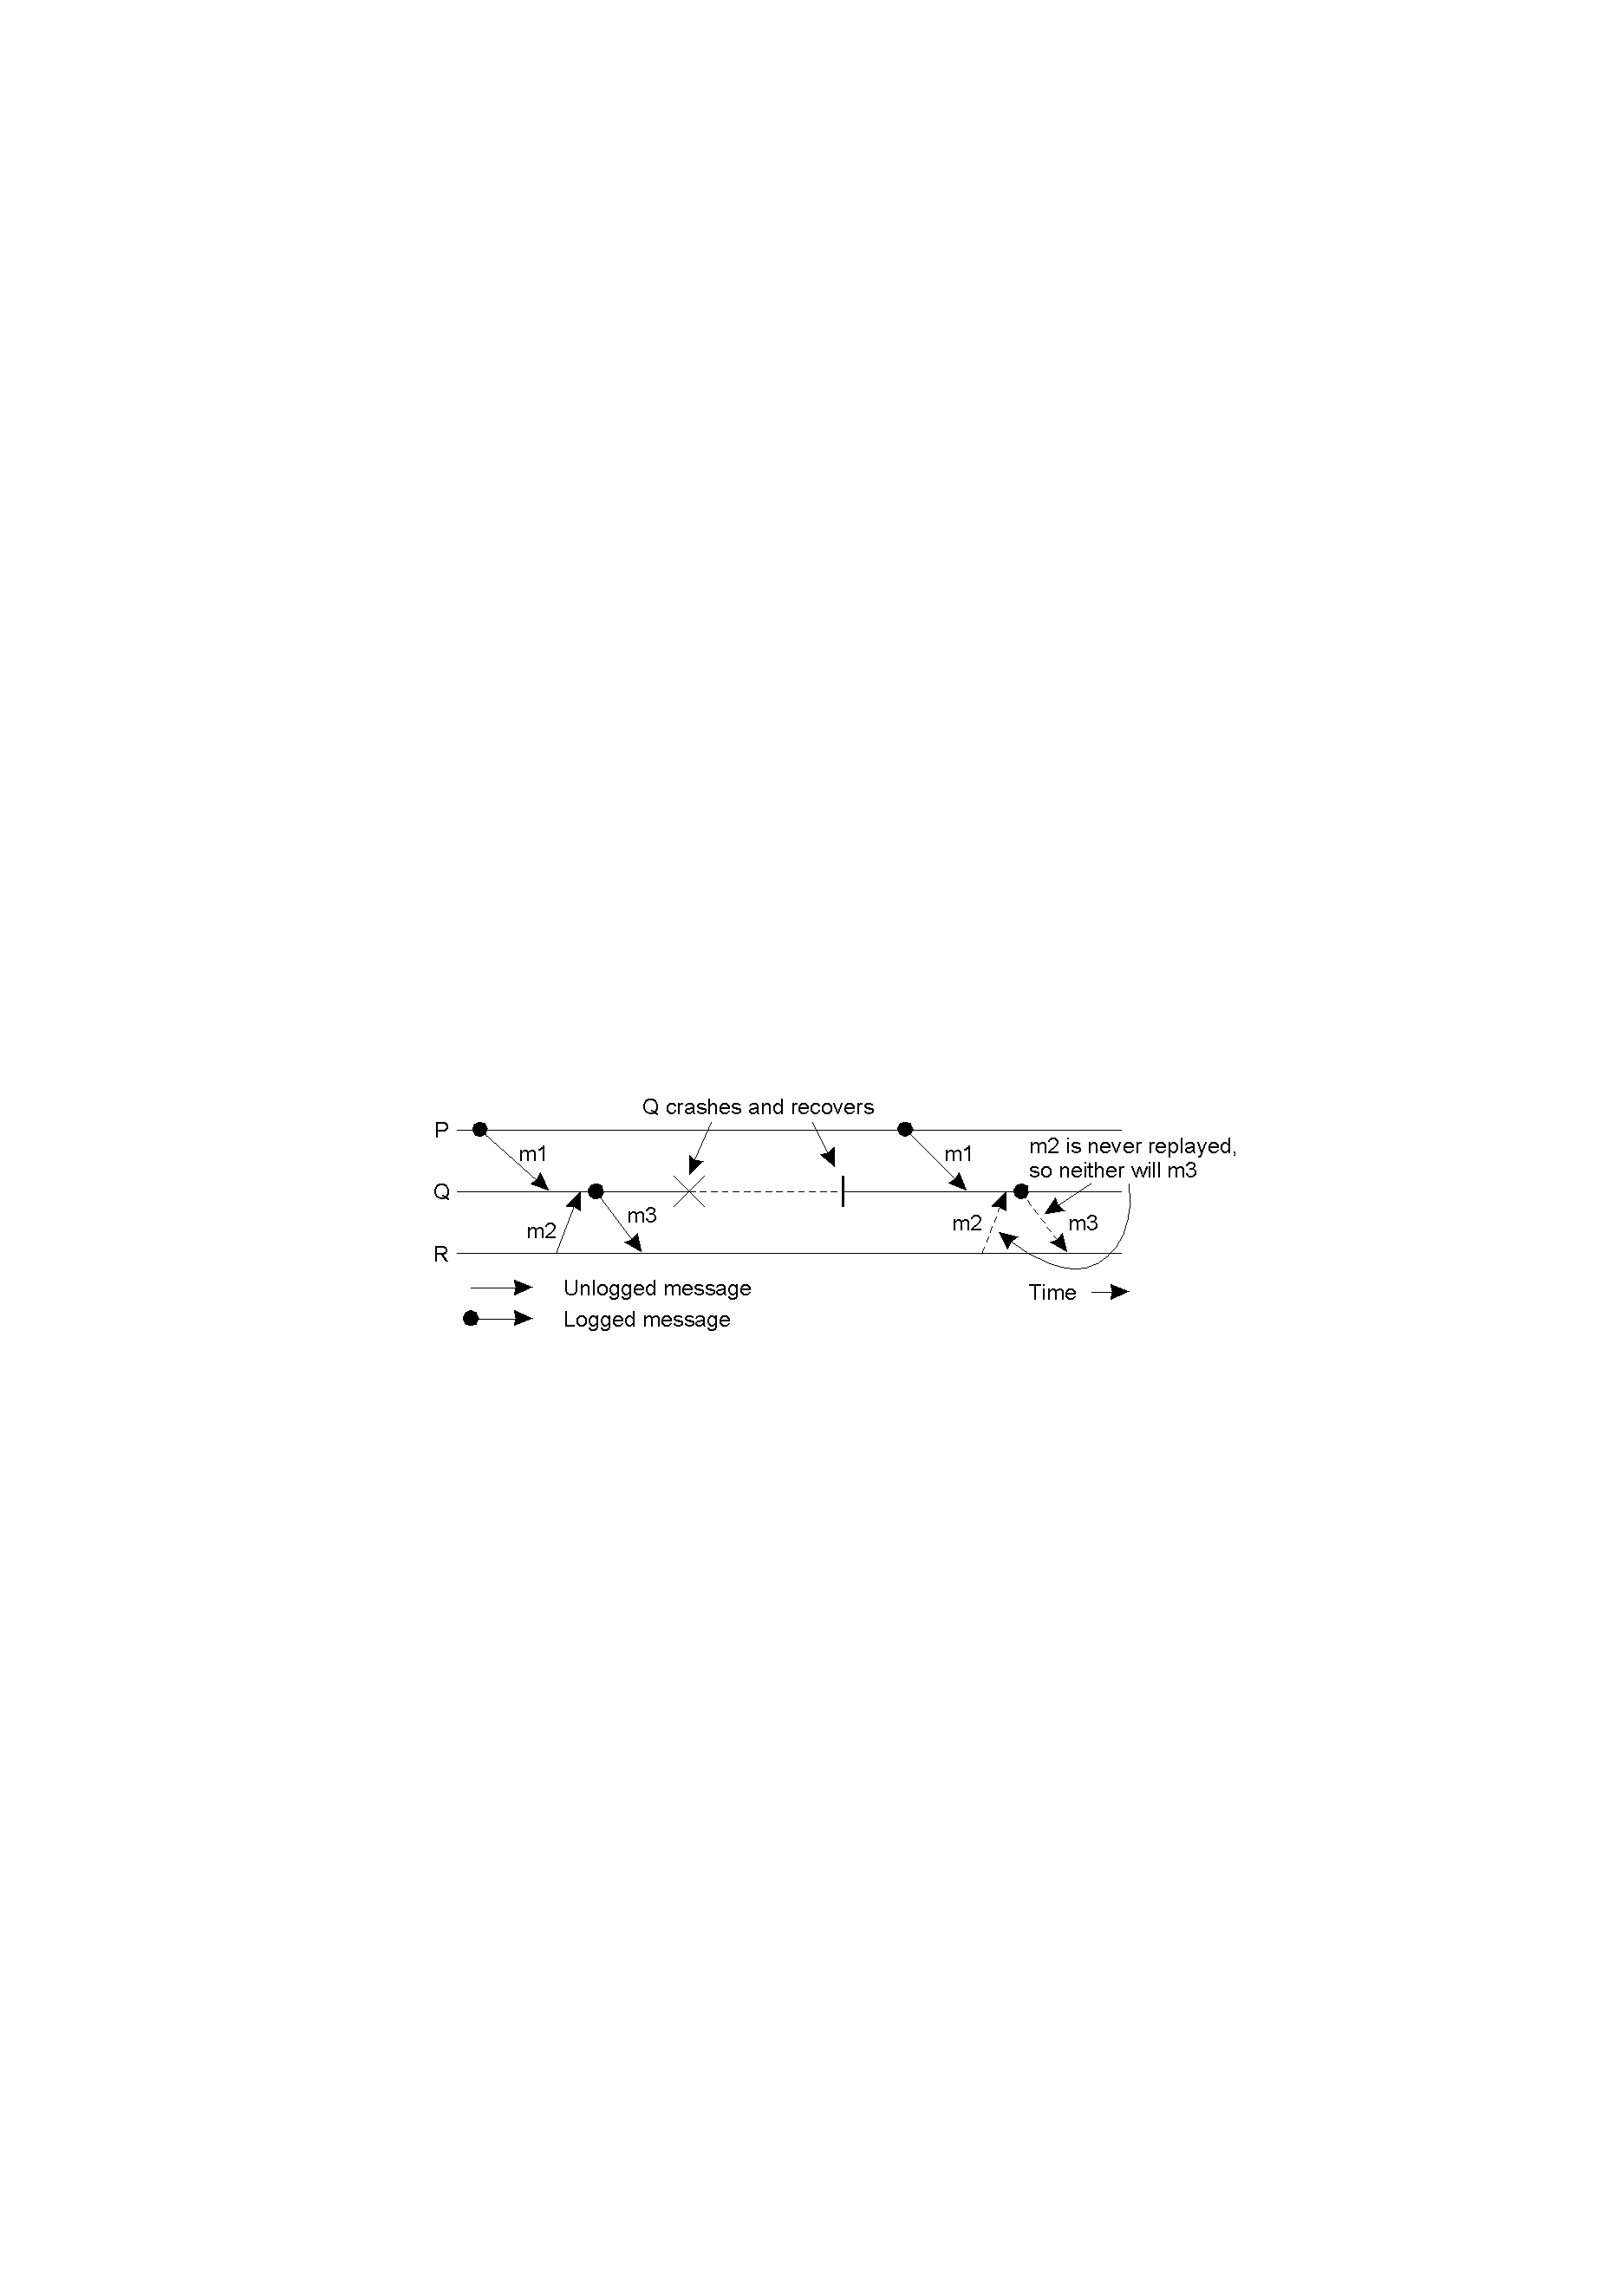 Q crashes and recovers
P
m1
m1
m2 is never replayed,
so neither will m3
Q
m2
m3
m2
m3
R
Unlogged message
Time
Logged message